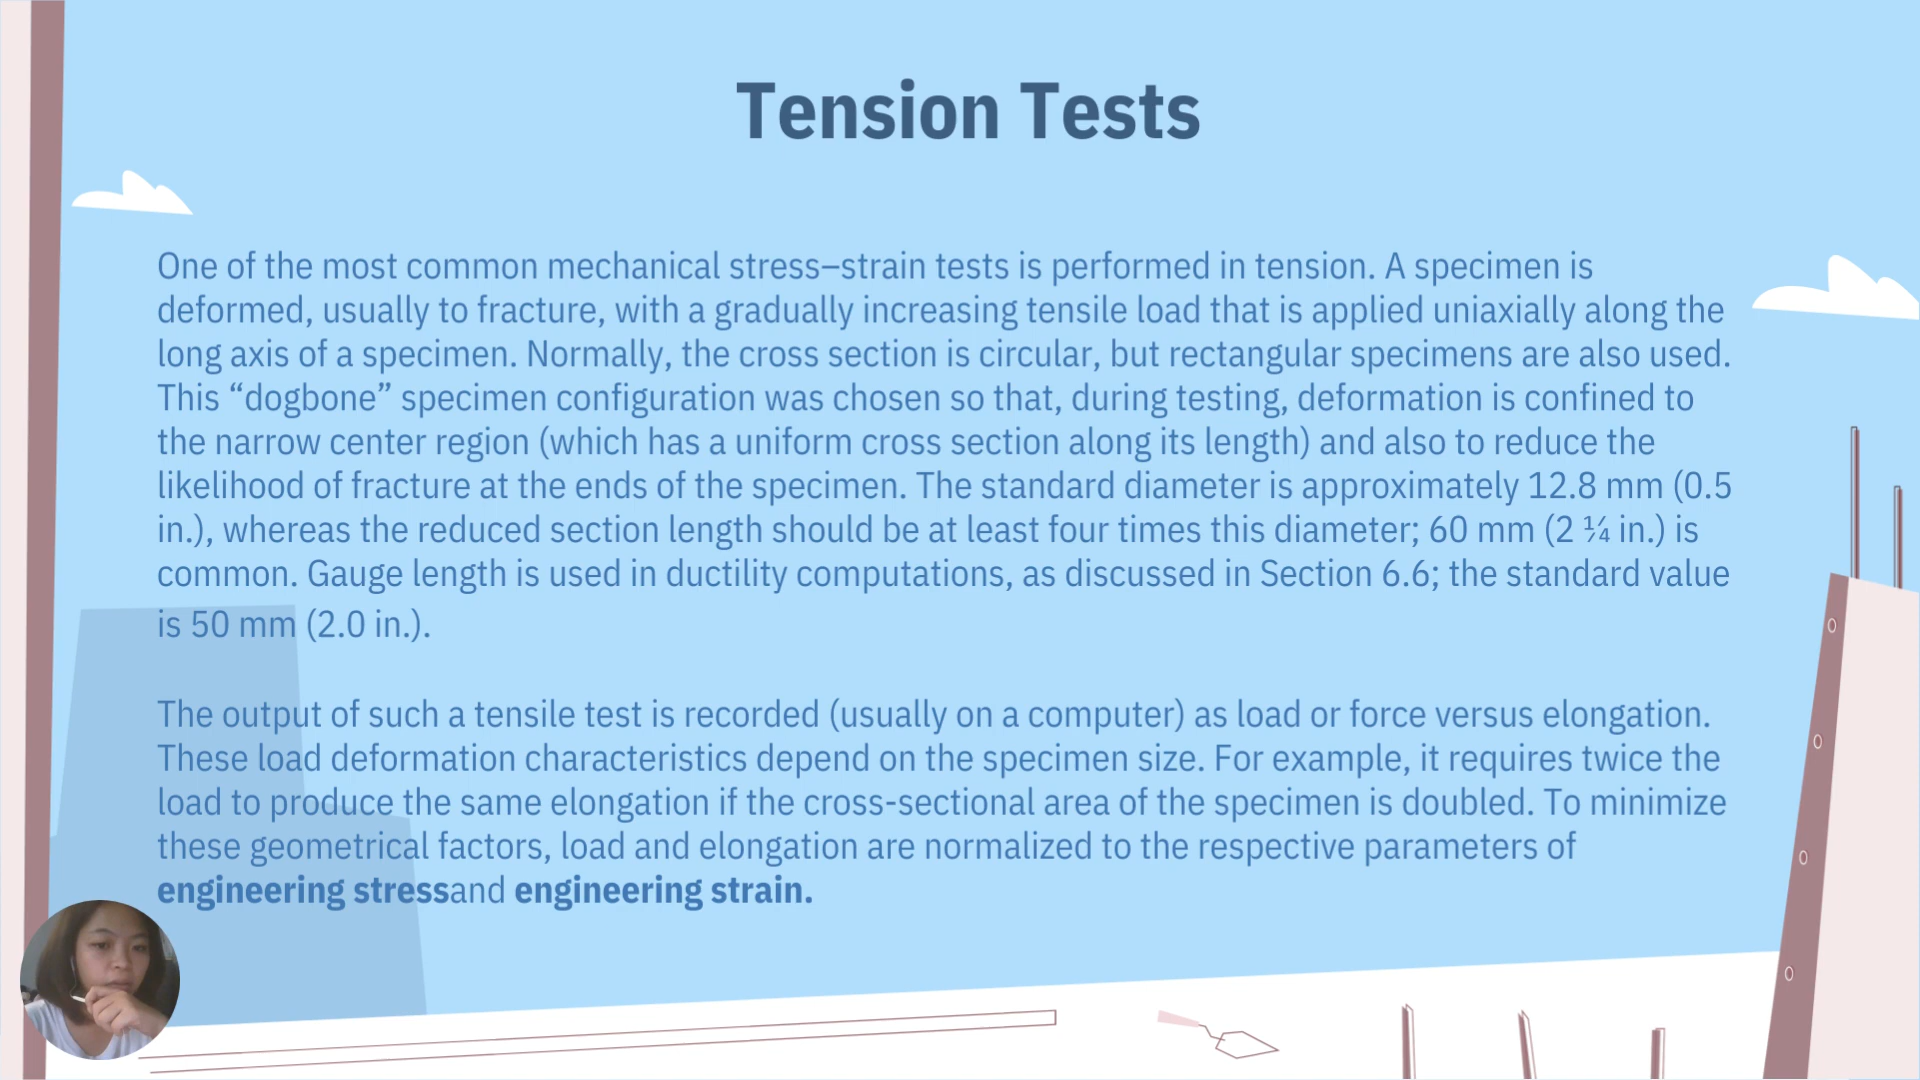 Tension Tests
One of the most common mechanical stress–strain tests is performed in tension. A specimen is
deformed, usually to fracture, with a gradually increasing tensile load that is applied uniaxially along the
long axis of a specimen. Normally, the cross section is circular, but rectangular specimens are also used.
This “dogbone” specimen configuration was chosen so that, during testing, deformation is confined to
the narrow center region (which has a uniform cross section along its length) and also to reduce the
likelihood of fracture at the ends of the specimen. The standard diameter is approximately 12.8 mm (0.5
in.), whereas the reduced section length should be at least four times this diameter; 60 mm (2 ¼ in.) is
common. Gauge length is used in ductility computations, as discussed in Section 6.6; the standard value
is 50 mm (2.0 in.).
The output of such a tensile test is recorded (usually on a computer) as load or force versus elongation.
These load deformation characteristics depend on the specimen size. For example, it requires twice the
load to produce the same elongation if the cross-sectional area of the specimen is doubled. To minimize
these geometrical factors, load and elongation are normalized to the respective parameters of
engineering stressand engineering strain.